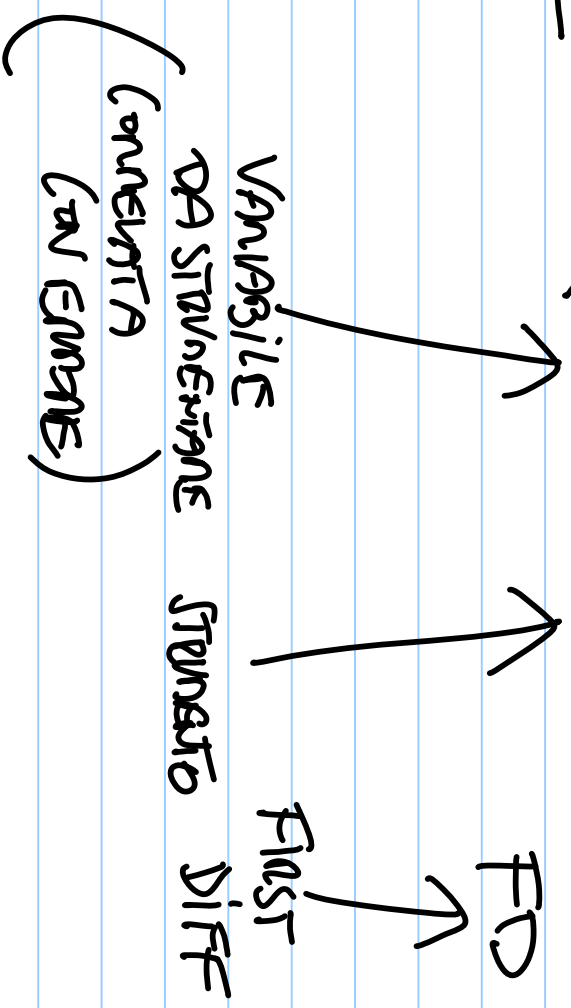 FD
VARIABILE
DA STRUMENTARE
(CORRELATA
CON ERRORE)
STRUMENTO
FIRST
DIFF